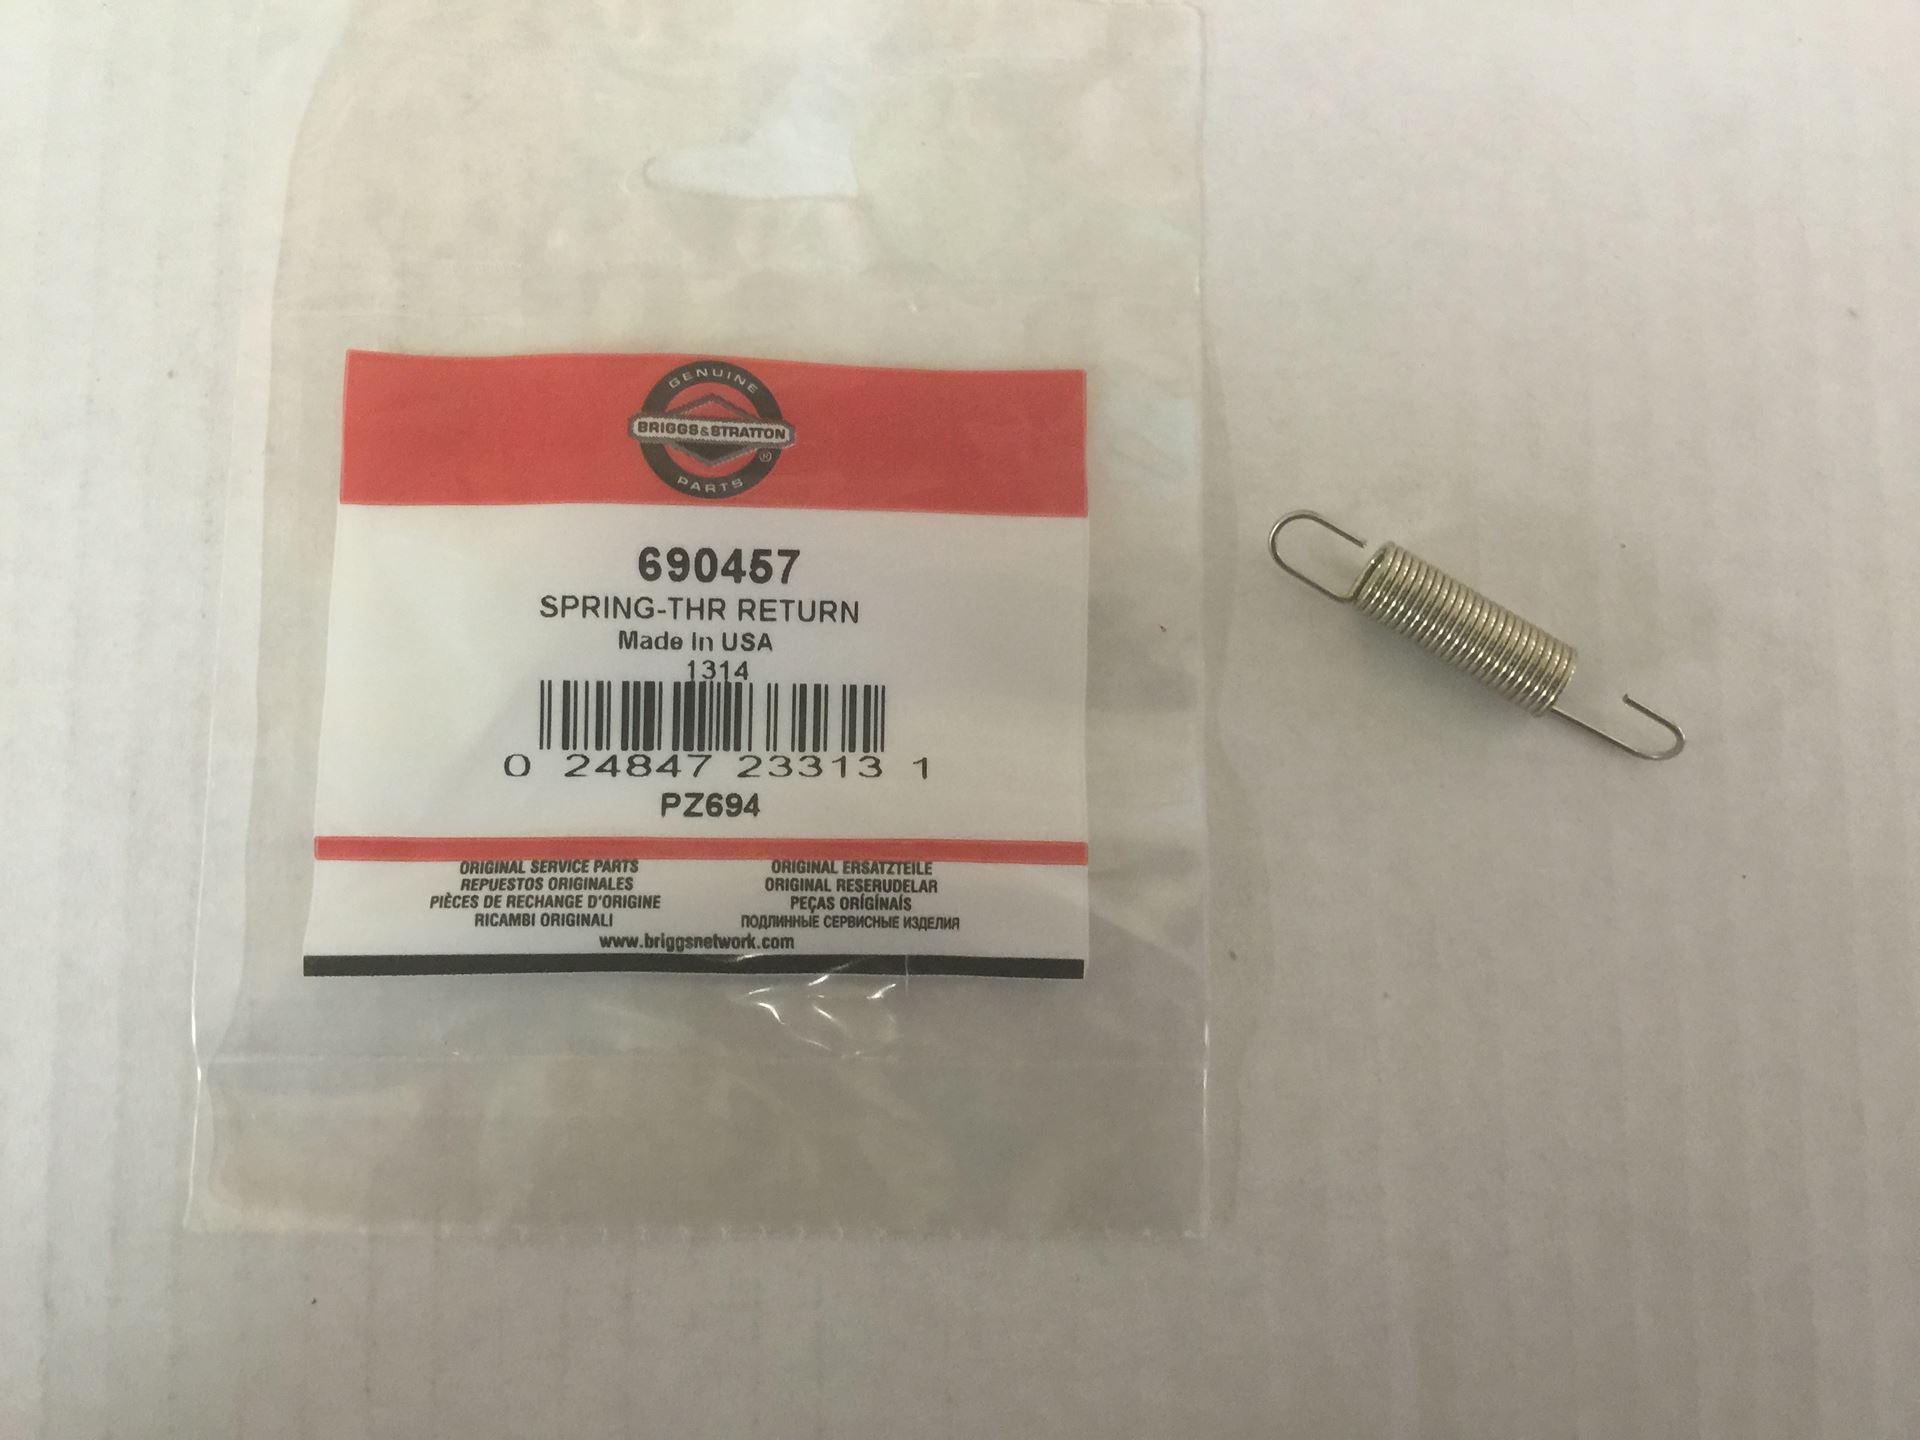 GENUINE
BRIGGS&STRATTON
®
PARTS
690457
SPRING-THR RETURN
Made In USA
1314
0 24847 23313 1
PZ694
ORIGINAL SERVICE PARTS
REPUESTOS ORIGINALES
PIÈCES DE RECHANGE D'ORIGINE
RICAMBI ORIGINALI
ORIGINAL ERSATZTEILE
ORIGINAL RESERUDELAR
PEÇAS ORÍGÍNAÍS
ПОДЛИННЫЕ СЕРВИСНЫЕ ИЗДЕЛИЯ
www.briggsnetwork.com